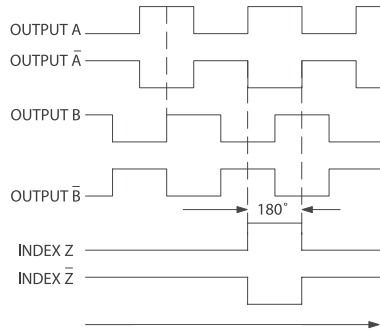 OUTPUT A
OUTPUT A̅
OUTPUT B
OUTPUT B̅
180°
INDEX Z
INDEX Z̅